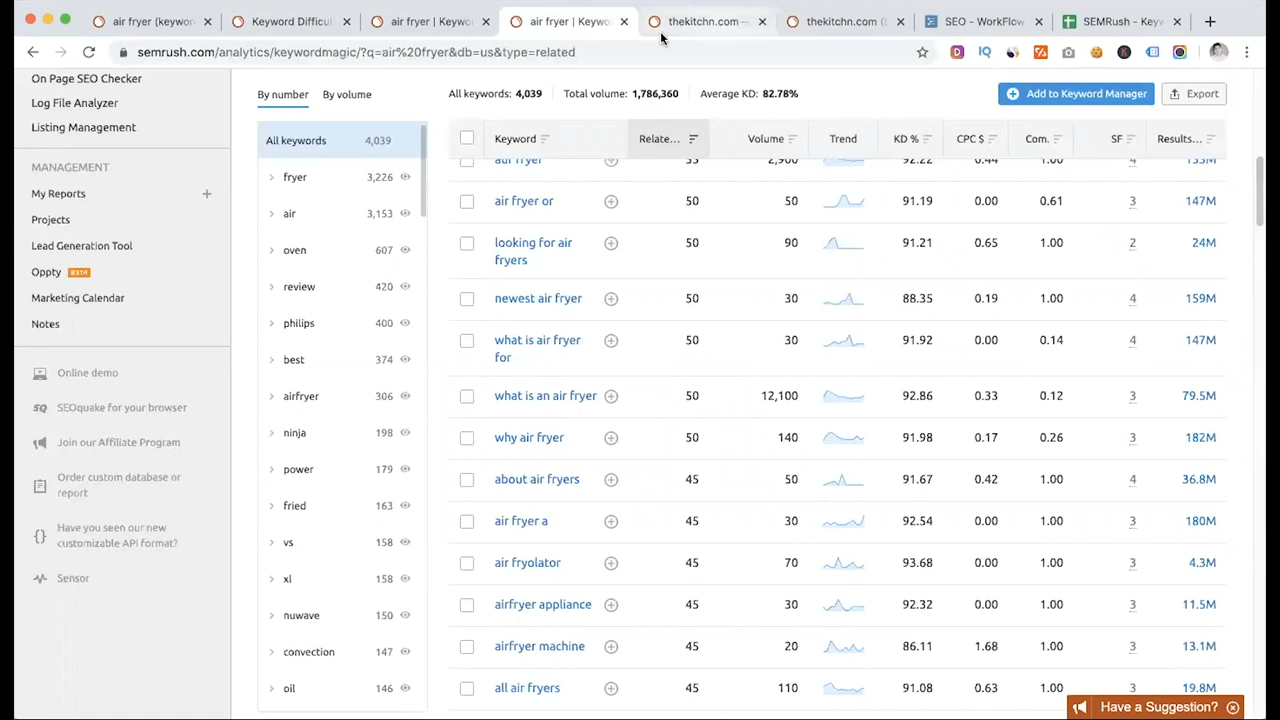 air fryer (keywor
Keyword Difficul
air fryer | Keywo
air fryer | Keywo
thekitchn.com —
thekitchn.com (
SEO - WorkFlow
SEMRush - Keyw
semrush.com/analytics/keywordmagic/?q=air%20fryer&db=us&type=related
On Page SEO Checker
Log File Analyzer
Listing Management
MANAGEMENT
My Reports
Projects
Lead Generation Tool
Oppty BETA
Marketing Calendar
Notes
Online demo
SEOquake for your browser
Join our Affiliate Program
Order custom database or
report
Have you seen our new
customizable API format?
Sensor
By number By volume
All keywords 4,039
fryer 3,226
air 3,153
oven 607
review 420
philips 400
best 374
airfryer 306
ninja 198
power 179
fried 163
vs 158
xl 158
nuwave 150
convection 147
oil 146
All keywords: 4,039 Total volume: 1,786,360 Average KD: 82.78%
Add to Keyword Manager
Export
Keyword Relate... Volume Trend KD % CPC $ Com. SF Results...
2,900 92.22 0.44 1.00 4 133M
air fryer or 50 50 91.19 0.00 0.61 3 147M
looking for air
fryers 50 90 91.21 0.65 1.00 2 24M
newest air fryer 50 30 88.35 0.19 1.00 4 159M
what is air fryer
for 50 30 91.92 0.00 0.14 4 147M
what is an air fryer 50 12,100 92.86 0.33 0.12 3 79.5M
why air fryer 50 140 91.98 0.17 0.26 3 182M
about air fryers 45 50 91.67 0.42 1.00 4 36.8M
air fryer a 45 30 92.54 0.00 1.00 3 180M
air fryolator 45 70 93.68 0.00 1.00 3 4.3M
airfryer appliance 45 30 92.32 0.00 1.00 3 11.5M
airfryer machine 45 20 86.11 1.68 1.00 3 13.1M
all air fryers 45 110 91.08 0.63 1.00 3 19.8M
Have a Suggestion?